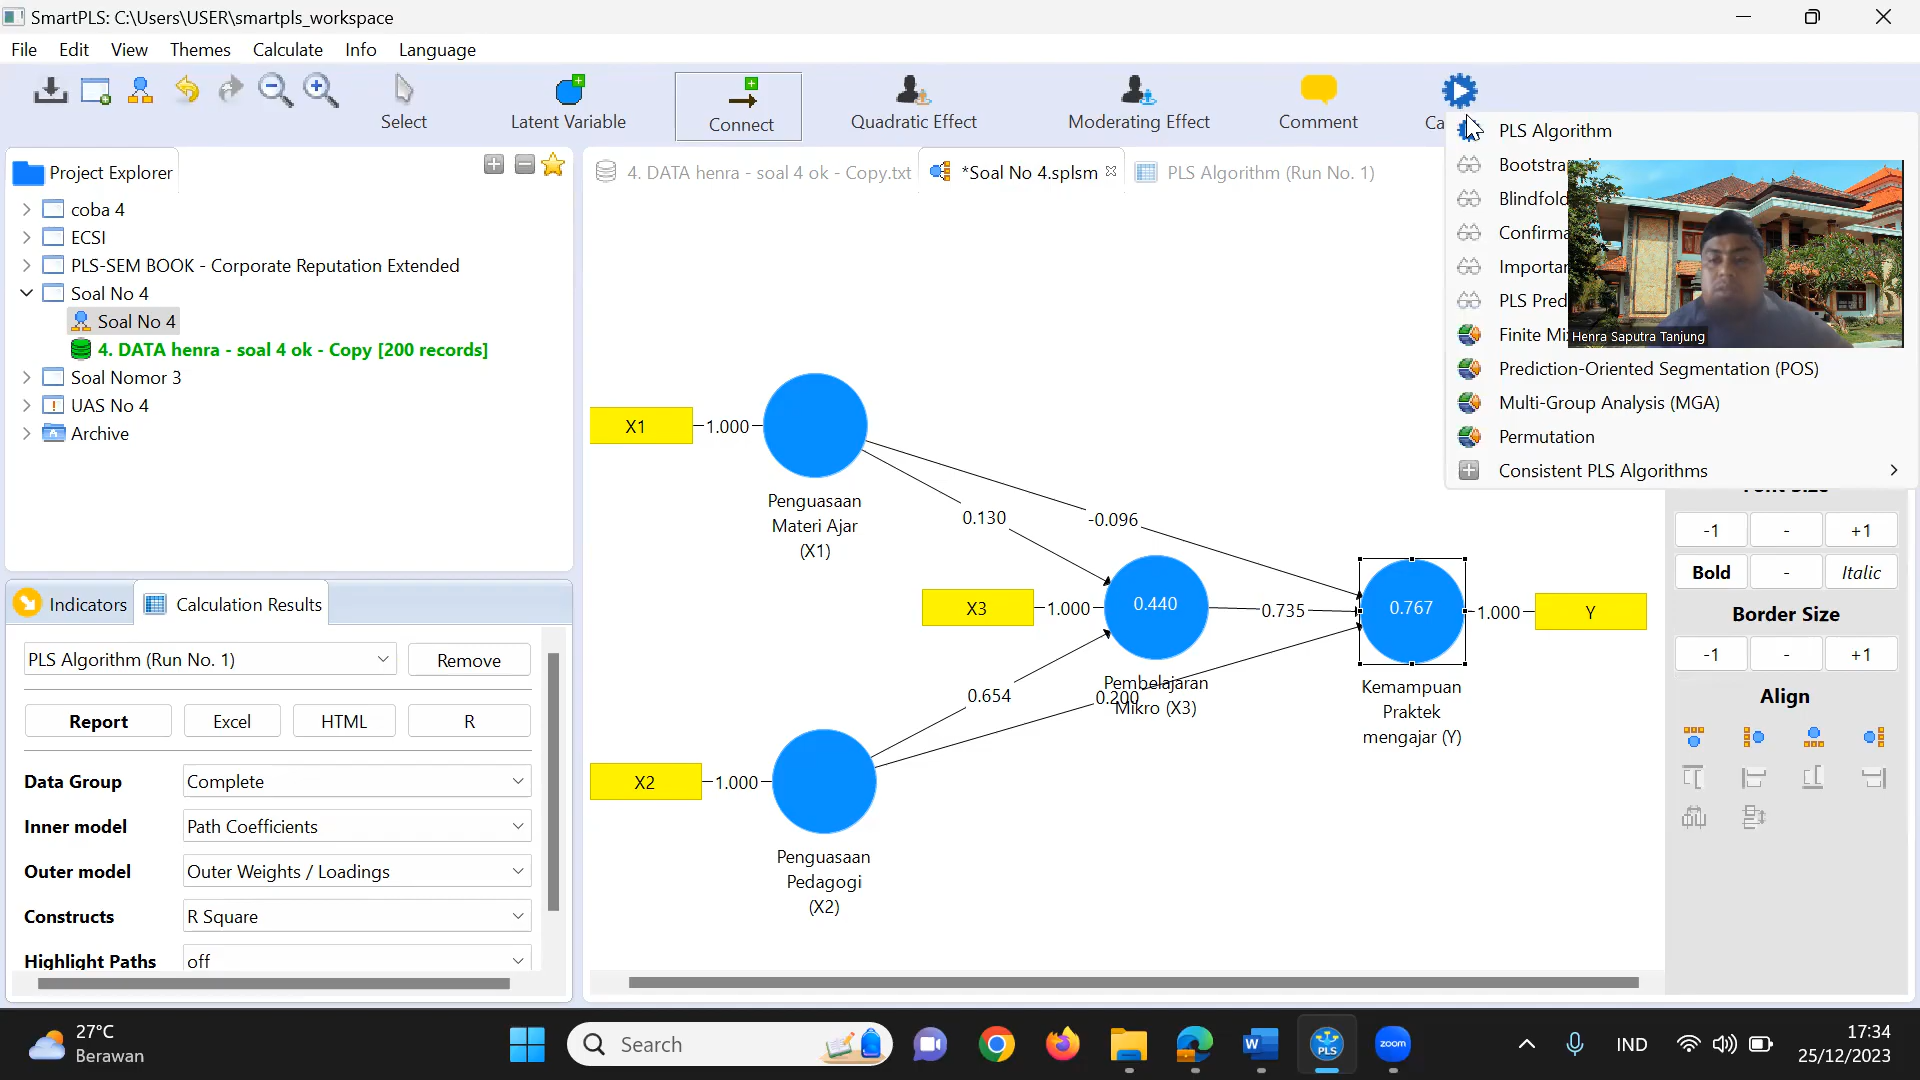 SmartPLS: C:\Users\USER\smartpls_workspace
File Edit View Themes Calculate Info Language
Select
Latent Variable
Connect
Quadratic Effect
Moderating Effect
Comment
Ca
PLS Algorithm
Bootstra
Blindfold
Confirma
Importan
PLS Pred
Finite Mi
Prediction-Oriented Segmentation (POS)
Multi-Group Analysis (MGA)
Permutation
Consistent PLS Algorithms
Henra Saputra Tanjung
Project Explorer
coba 4
ECSI
PLS-SEM BOOK - Corporate Reputation Extended
Soal No 4
Soal No 4
4. DATA henra - soal 4 ok - Copy [200 records]
Soal Nomor 3
UAS No 4
Archive
4. DATA henra - soal 4 ok - Copy.txt
*Soal No 4.splsm
PLS Algorithm (Run No. 1)
X1
1.000
Penguasaan
Materi Ajar
(X1)
0.130
-0.096
X3
1.000
0.440
0.735
0.767
1.000
Y
Pembelajaran
Mikro (X3)
0.654
0.200
Kemampuan
Praktek
mengajar (Y)
X2
1.000
Penguasaan
Pedagogi
(X2)
Indicators
Calculation Results
PLS Algorithm (Run No. 1)
Remove
Report
Excel
HTML
R
Data Group
Complete
Inner model
Path Coefficients
Outer model
Outer Weights / Loadings
Constructs
R Square
Highlight Paths
off
-1 - +1
Bold - Italic
Border Size
-1 - +1
Align
27°C
Berawan
Search
PLS
zoom
IND
17:34
25/12/2023